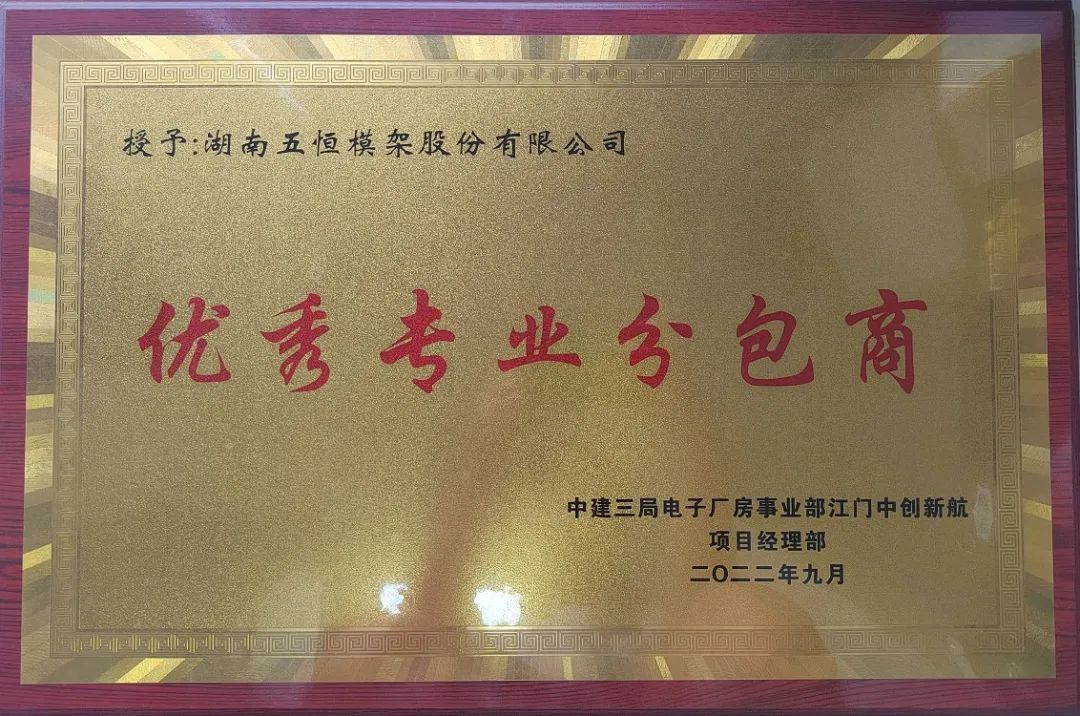 授予:湖南五恒模架股份有限公司
优秀专业分包商
中建三局电子厂房事业部江门中创新航
项目经理部
二〇二二年九月